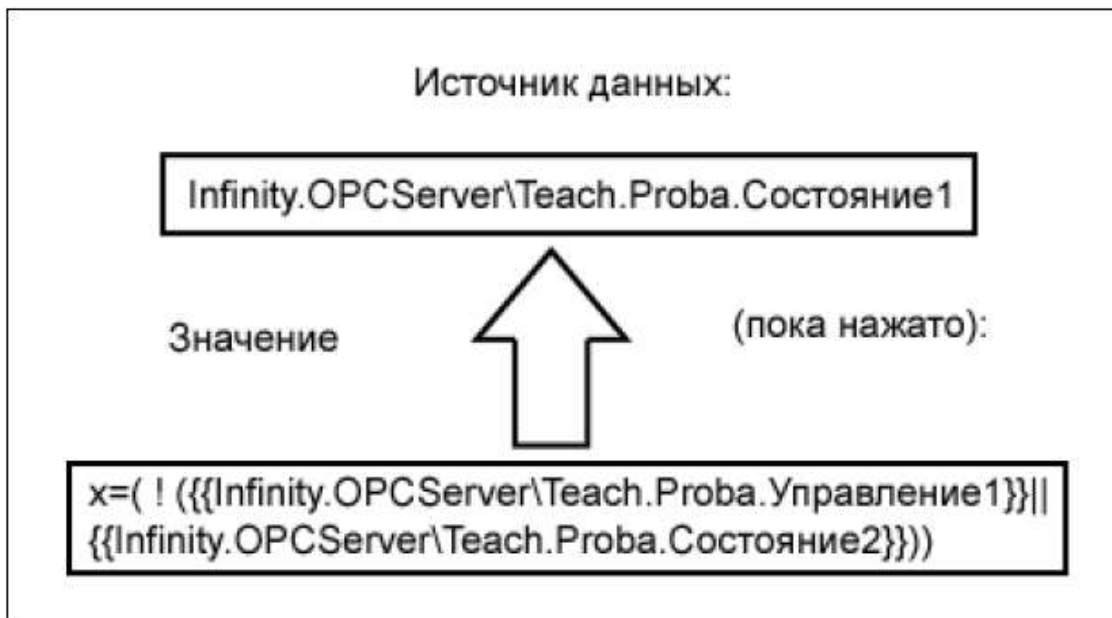 Источник данных:
Infinity.OPCServer\Teach.Proba.Состояние1
Значение (пока нажато):
x=( ! ({{Infinity.OPCServer\Teach.Proba.Управление1}}||
{{Infinity.OPCServer\Teach.Proba.Состояние2}}))